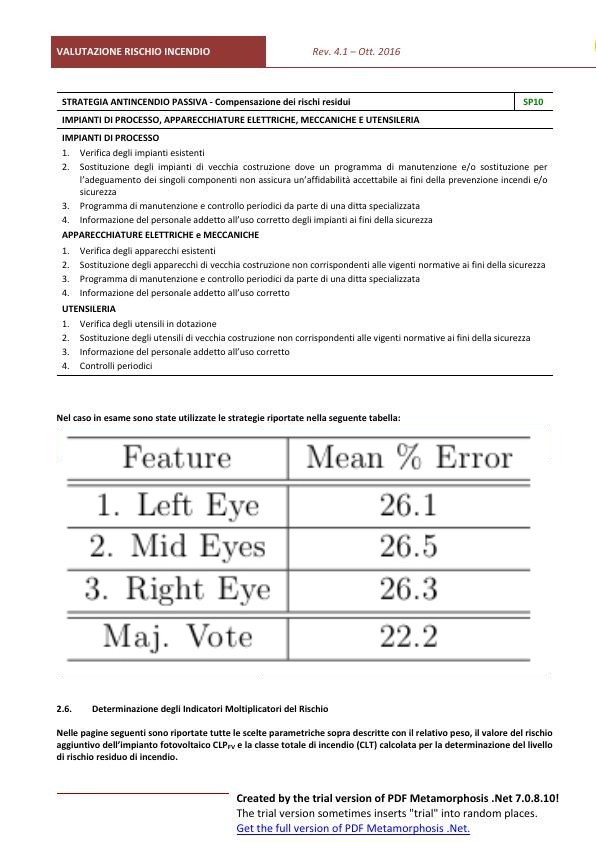 VALUTAZIONE RISCHIO INCENDIO
Rev. 4.1 – Ott. 2016
STRATEGIA ANTINCENDIO PASSIVA - Compensazione dei rischi residui SP10
IMPIANTI DI PROCESSO, APPARECCHIATURE ELETTRICHE, MECCANICHE E UTENSILERIA
IMPIANTI DI PROCESSO
1. Verifica degli impianti esistenti
2. Sostituzione degli impianti di vecchia costruzione dove un programma di manutenzione e/o sostituzione per
l'adeguamento dei singoli componenti non assicura un'affidabilità accettabile ai fini della prevenzione incendi e/o
sicurezza
3. Programma di manutenzione e controllo periodici da parte di una ditta specializzata
4. Informazione del personale addetto all'uso corretto degli impianti ai fini della sicurezza
APPARECCHIATURE ELETTRICHE e MECCANICHE
1. Verifica degli apparecchi esistenti
2. Sostituzione degli apparecchi di vecchia costruzione non corrispondenti alle vigenti normative ai fini della sicurezza
3. Programma di manutenzione e controllo periodici da parte di una ditta specializzata
4. Informazione del personale addetto all'uso corretto
UTENSILERIA
1. Verifica degli utensili in dotazione
2. Sostituzione degli utensili di vecchia costruzione non corrispondenti alle vigenti normative ai fini della sicurezza
3. Informazione del personale addetto all'uso corretto
4. Controlli periodici
Nel caso in esame sono state utilizzate le strategie riportate nella seguente tabella:
Feature Mean % Error
1. Left Eye 26.1
2. Mid Eyes 26.5
3. Right Eye 26.3
Maj. Vote 22.2
2.6. Determinazione degli Indicatori Moltiplicatori del Rischio
Nelle pagine seguenti sono riportate tutte le scelte parametriche sopra descritte con il relativo peso, il valore del rischio
aggiuntivo dell'impianto fotovoltaico CLPFV e la classe totale di incendio (CLT) calcolata per la determinazione del livello
di rischio residuo di incendio.
Created by the trial version of PDF Metamorphosis .Net 7.0.8.10!
The trial version sometimes inserts "trial" into random places.
Get the full version of PDF Metamorphosis .Net.